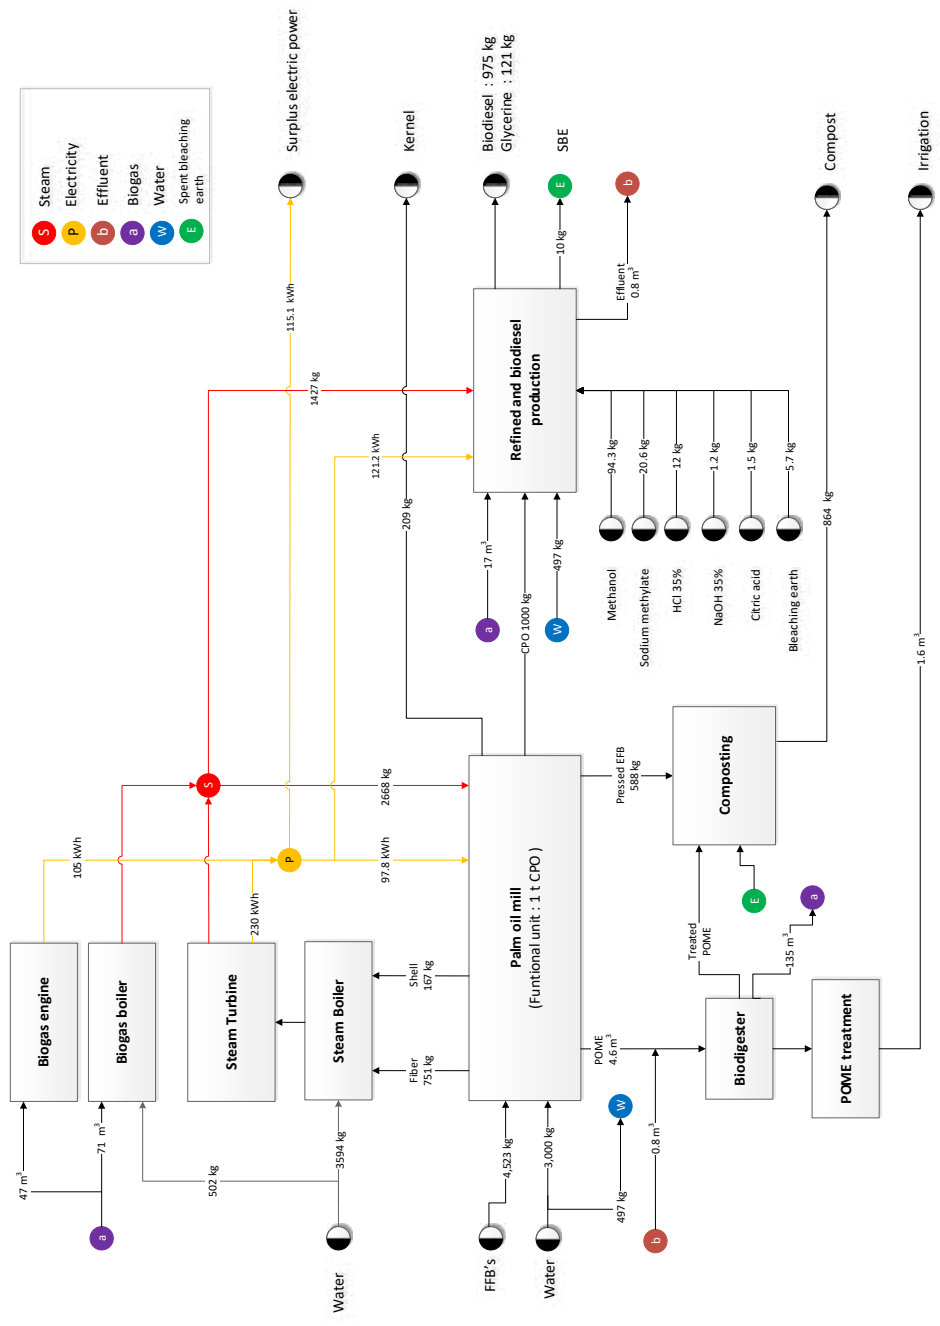 Surplus electric power
Kernel
Biodiesel : 975 kg
Glycerine : 121 kg
SBE
Compost
Irrigation
S
Steam
P
Electricity
b
Effluent
a
Biogas
W
Water
E
Spent bleaching
earth
115.1 kWh
E
b
10 kg
Effluent
0.8 m³
Refined and biodiesel
production
1427 kg
121.2 kWh
209 kg
17 m³
a
CPO 1000 kg
497 kg
W
94.3 kg
20.6 kg
12 kg
1.2 kg
1.5 kg
5.7 kg
Methanol
Sodium methylate
HCl 35%
NaOH 35%
Citric acid
Bleaching earth
864 kg
1.6 m³
S
2668 kg
P
97.8 kWh
105 kWh
230 kWh
Pressed EFB
588 kg
Composting
E
a
Treated
POME
135 m³
Biogas engine
Biogas boiler
Steam Turbine
Steam Boiler
Shell
167 kg
Fiber
751 kg
Palm oil mill
(Funtional unit : 1 t CPO )
POME
4.6 m³
Biodigester
POME treatment
47 m³
71 m³
a
502 kg
3594 kg
Water
4,523 kg
FFB's
3,000 kg
Water
497 kg
W
0.8 m³
b